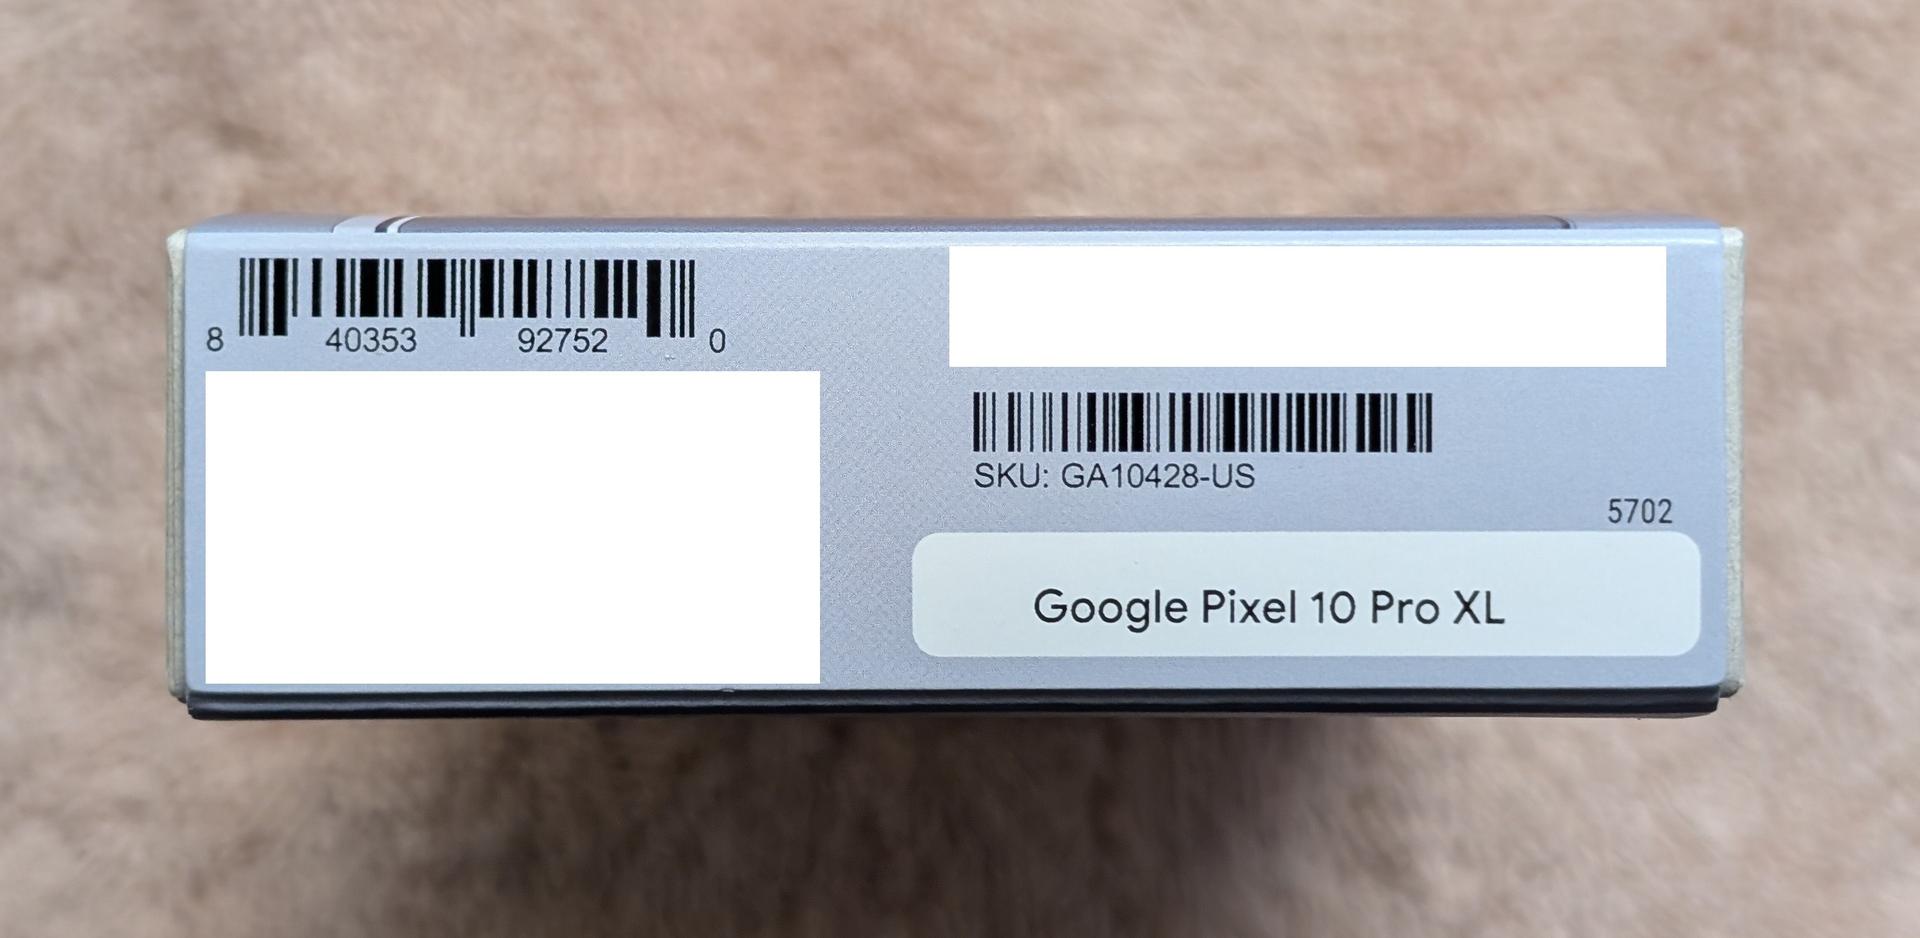 8 40353 92752 0
SKU: GA10428-US
5702
Google Pixel 10 Pro XL